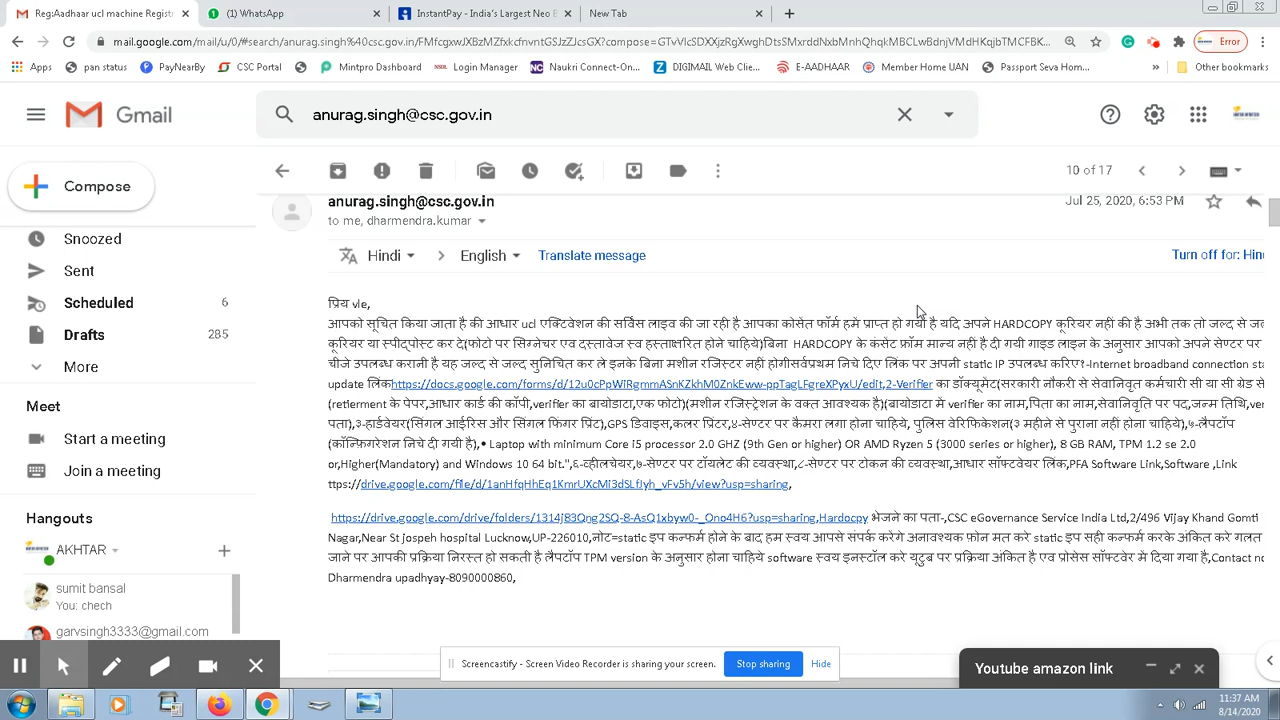 Reg:Aadhaar ucl machine Registr
(1) WhatsApp
InstantPay - India's Largest Neo B
New Tab
mail.google.com/mail/u/0/#search/anurag.singh%40csc.gov.in/
Error
Apps
pan status
PayNearBy
CSC Portal
Mintpro Dashboard
Login Manager
Naukri Connect-On...
DIGIMAIL Web Clie...
E-AADHAAR
Member Home UAN
Passport Seva Hom...
»
Other bookmarks
Gmail
anurag.singh@csc.gov.in
Compose
10 of 17
Snoozed
Sent
Scheduled 6
Drafts 285
More
Meet
Start a meeting
Join a meeting
Hangouts
AKHTAR
sumit bansal
You: chech
garvsingh3333@gmail.com
anurag.singh@csc.gov.in
Jul 25, 2020, 6:53 PM
to me, dharmendra.kumar
Hindi
English
Translate message
Turn off for: Hin
प्रिय vle,
आपको सूचित किया जाता है की आधार ucl एक्टिवेशन की सर्विस लाइव की जा रही है आपका कोसेंत फॉर्म हमें प्राप्त हो गया है यदि अपने HARDCOPY कूरियर नहीं की है अभी तक तो जल्द से जल
कूरियर या स्पीटपोस्ट कर दे(फोटो पर सिग्नचेर एव दस्तावेज स्व हस्ताक्षरित होने चाहिये)बिना HARDCOPY के कंसेंट फ्रॉम मान्य नहीं है दी गयी गाइड लाइन के अनुसार आपको अपने सेण्टर पर
चीजे उपलब्ध करानी है यह जल्द से जल्द सुनिचित कर ले इनके बिना मशीन रजिस्टर नहीं होगीसर्वप्रथम निचे दिए लिंक पर अपनी static IP उपलब्ध करिए?-Internet broadband connection sta
update लिंकhttps://docs.google.com/forms/d/12u0cPpWiRgmmASnKZkhM0ZnkEww-ppTagLFgreXPyxU/edit,2-Verifier का डॉक्यूमेंट(सरकारी नौकरी से सेवानिवृत कर्मचारी सी या सी ग्रेड से
(retierment के पेपर,आधार कार्ड की कॉपी,verifier का बायोडाटा,एक फोटो)(मशीन रजिस्ट्रेशन के वक्त आवश्यक है)(बायोडाटा में verifier का नाम,पिता का नाम,सेवानिवृति पर पद,जन्म तिथि,ver
पता),३-हार्डवेयर(सिंगल आईरिस और सिंगल फिगर प्रिंट),GPS डिवाइस,कलर प्रिंटर,४-सेण्टर पर कैमरा लगा होना चाहिये, पुलिस वेरिफिकेशन(३ महीने से पुराना नहीं होना चाहिये),७-लैपटॉप
(कॉन्फ़िगरेशन निचे दी गयी है),• Laptop with minimum Core i5 processor 2.0 GHZ (9th Gen or higher) OR AMD Ryzen 5 (3000 series or higher), 8 GB RAM, TPM 1.2 se 2.0
or,Higher(Mandatory) and Windows 10 64 bit.",६-व्हीलचेयर,७-सेण्टर पर टॉयलेट की व्यवस्था,८-सेण्टर पर टोकन की व्यवस्था,आधार सॉफ्टवेयर लिंक,PFA Software Link,Software ,Link
ttps://drive.google.com/file/d/1anHfqHhEq1KmrUXcMi3dSLfJyh_vFv5h/view?usp=sharing,
https://drive.google.com/drive/folders/1314j83Qng2SQ-8-AsQ1xbyw0-_Ono4H6?usp=sharing,Hardocpy भेजने का पता-,CSC eGovernance Service India Ltd,2/496 Vijay Khand Gomti
Nagar,Near St jospeh hospital Lucknow,UP-226010,नोट=static इप कन्फर्म होने के बाद हम स्वय आपसे संपर्क करेंगे अनाव्श्यक फ़ोन मत करे static इप सही कन्फर्म करके अंकित करे गलत
जाने पर आपकी प्रक्रिया निरस्त हो सकती है लैपटॉप TPM version के अनुसार होना चाहिये software स्वय इनस्टॉल करे यूटुब पर प्रक्रिया अंकित है एव प्रोसेस सॉफ्टवेर में दिया गया है,Contact no
Dharmendra upadhyay-8090000860,
Screencastify - Screen Video Recorder is sharing your screen.
Stop sharing
Hide
Youtube amazon link
11:37 AM
8/14/2020